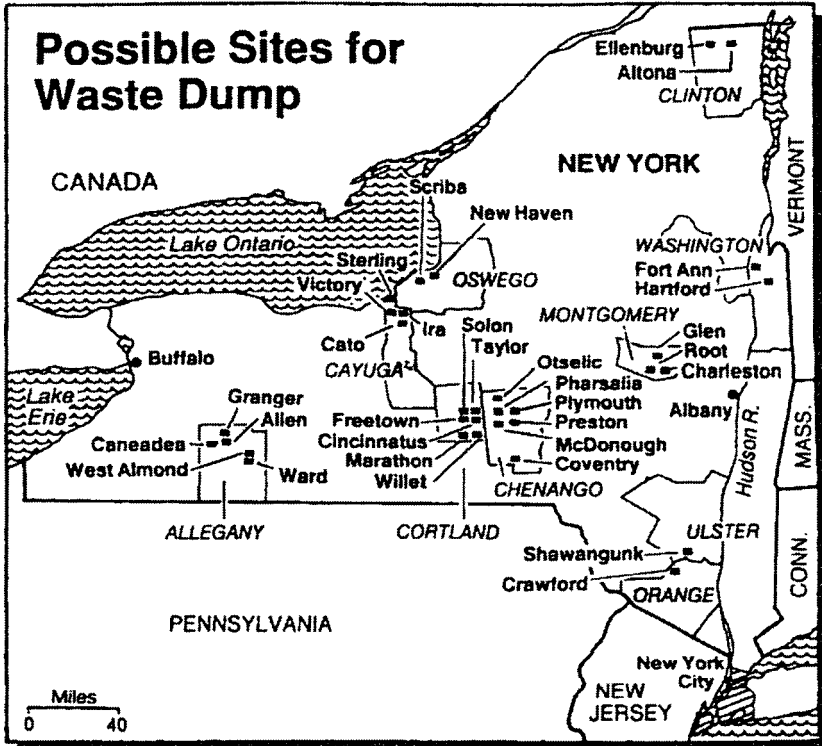 Possible Sites for
Waste Dump
Ellenburg
Altona
CLINTON
NEW YORK
VERMONT
CANADA
Scriba
New Haven
Lake Ontario
Sterling
OSWEGO
Victory
WASHINGTON
Fort Ann
Hartford
MONTGOMERY
Ira
Solon
Glen
Cato
Taylor
Root
CAYUGA
Otselic
Charleston
Buffalo
Pharsalia
Lake
Erie
Granger
Plymouth
Albany
Allen
Freetown
Preston
MASS.
Caneadea
Cincinnatus
McDonough
Hudson R.
West Almond
Marathon
Coventry
Ward
Willet
CHENANGO
ALLEGANY
CORTLAND
ULSTER
Shawangunk
CONN.
Crawford
ORANGE
PENNSYLVANIA
New York
City
Miles
0 40
NEW
JERSEY